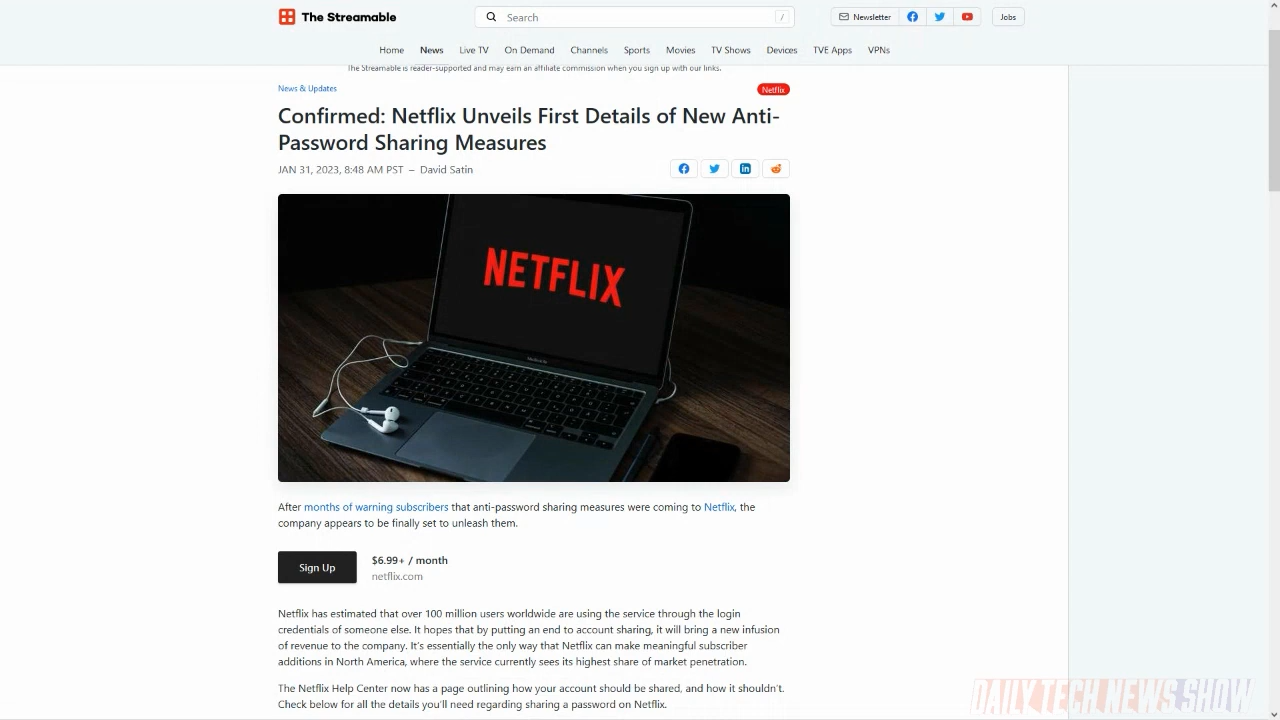 The Streamable
Search
/
Newsletter
Jobs
Home News Live TV On Demand Channels Sports Movies TV Shows Devices TVE Apps VPNs
The Streamable is reader-supported and may earn an affiliate commission when you sign up with our links.
News & Updates
Netflix
Confirmed: Netflix Unveils First Details of New Anti-
Password Sharing Measures
JAN 31, 2023, 8:48 AM PST – David Satin
NETFLIX
After months of warning subscribers that anti-password sharing measures were coming to Netflix, the
company appears to be finally set to unleash them.
Sign Up
$6.99+ / month
netflix.com
Netflix has estimated that over 100 million users worldwide are using the service through the login
credentials of someone else. It hopes that by putting an end to account sharing, it will bring a new infusion
of revenue to the company. It's essentially the only way that Netflix can make meaningful subscriber
additions in North America, where the service currently sees its highest share of market penetration.
The Netflix Help Center now has a page outlining how your account should be shared, and how it shouldn't.
Check below for all the details you'll need regarding sharing a password on Netflix.
DAILY TECH NEWS SHOW